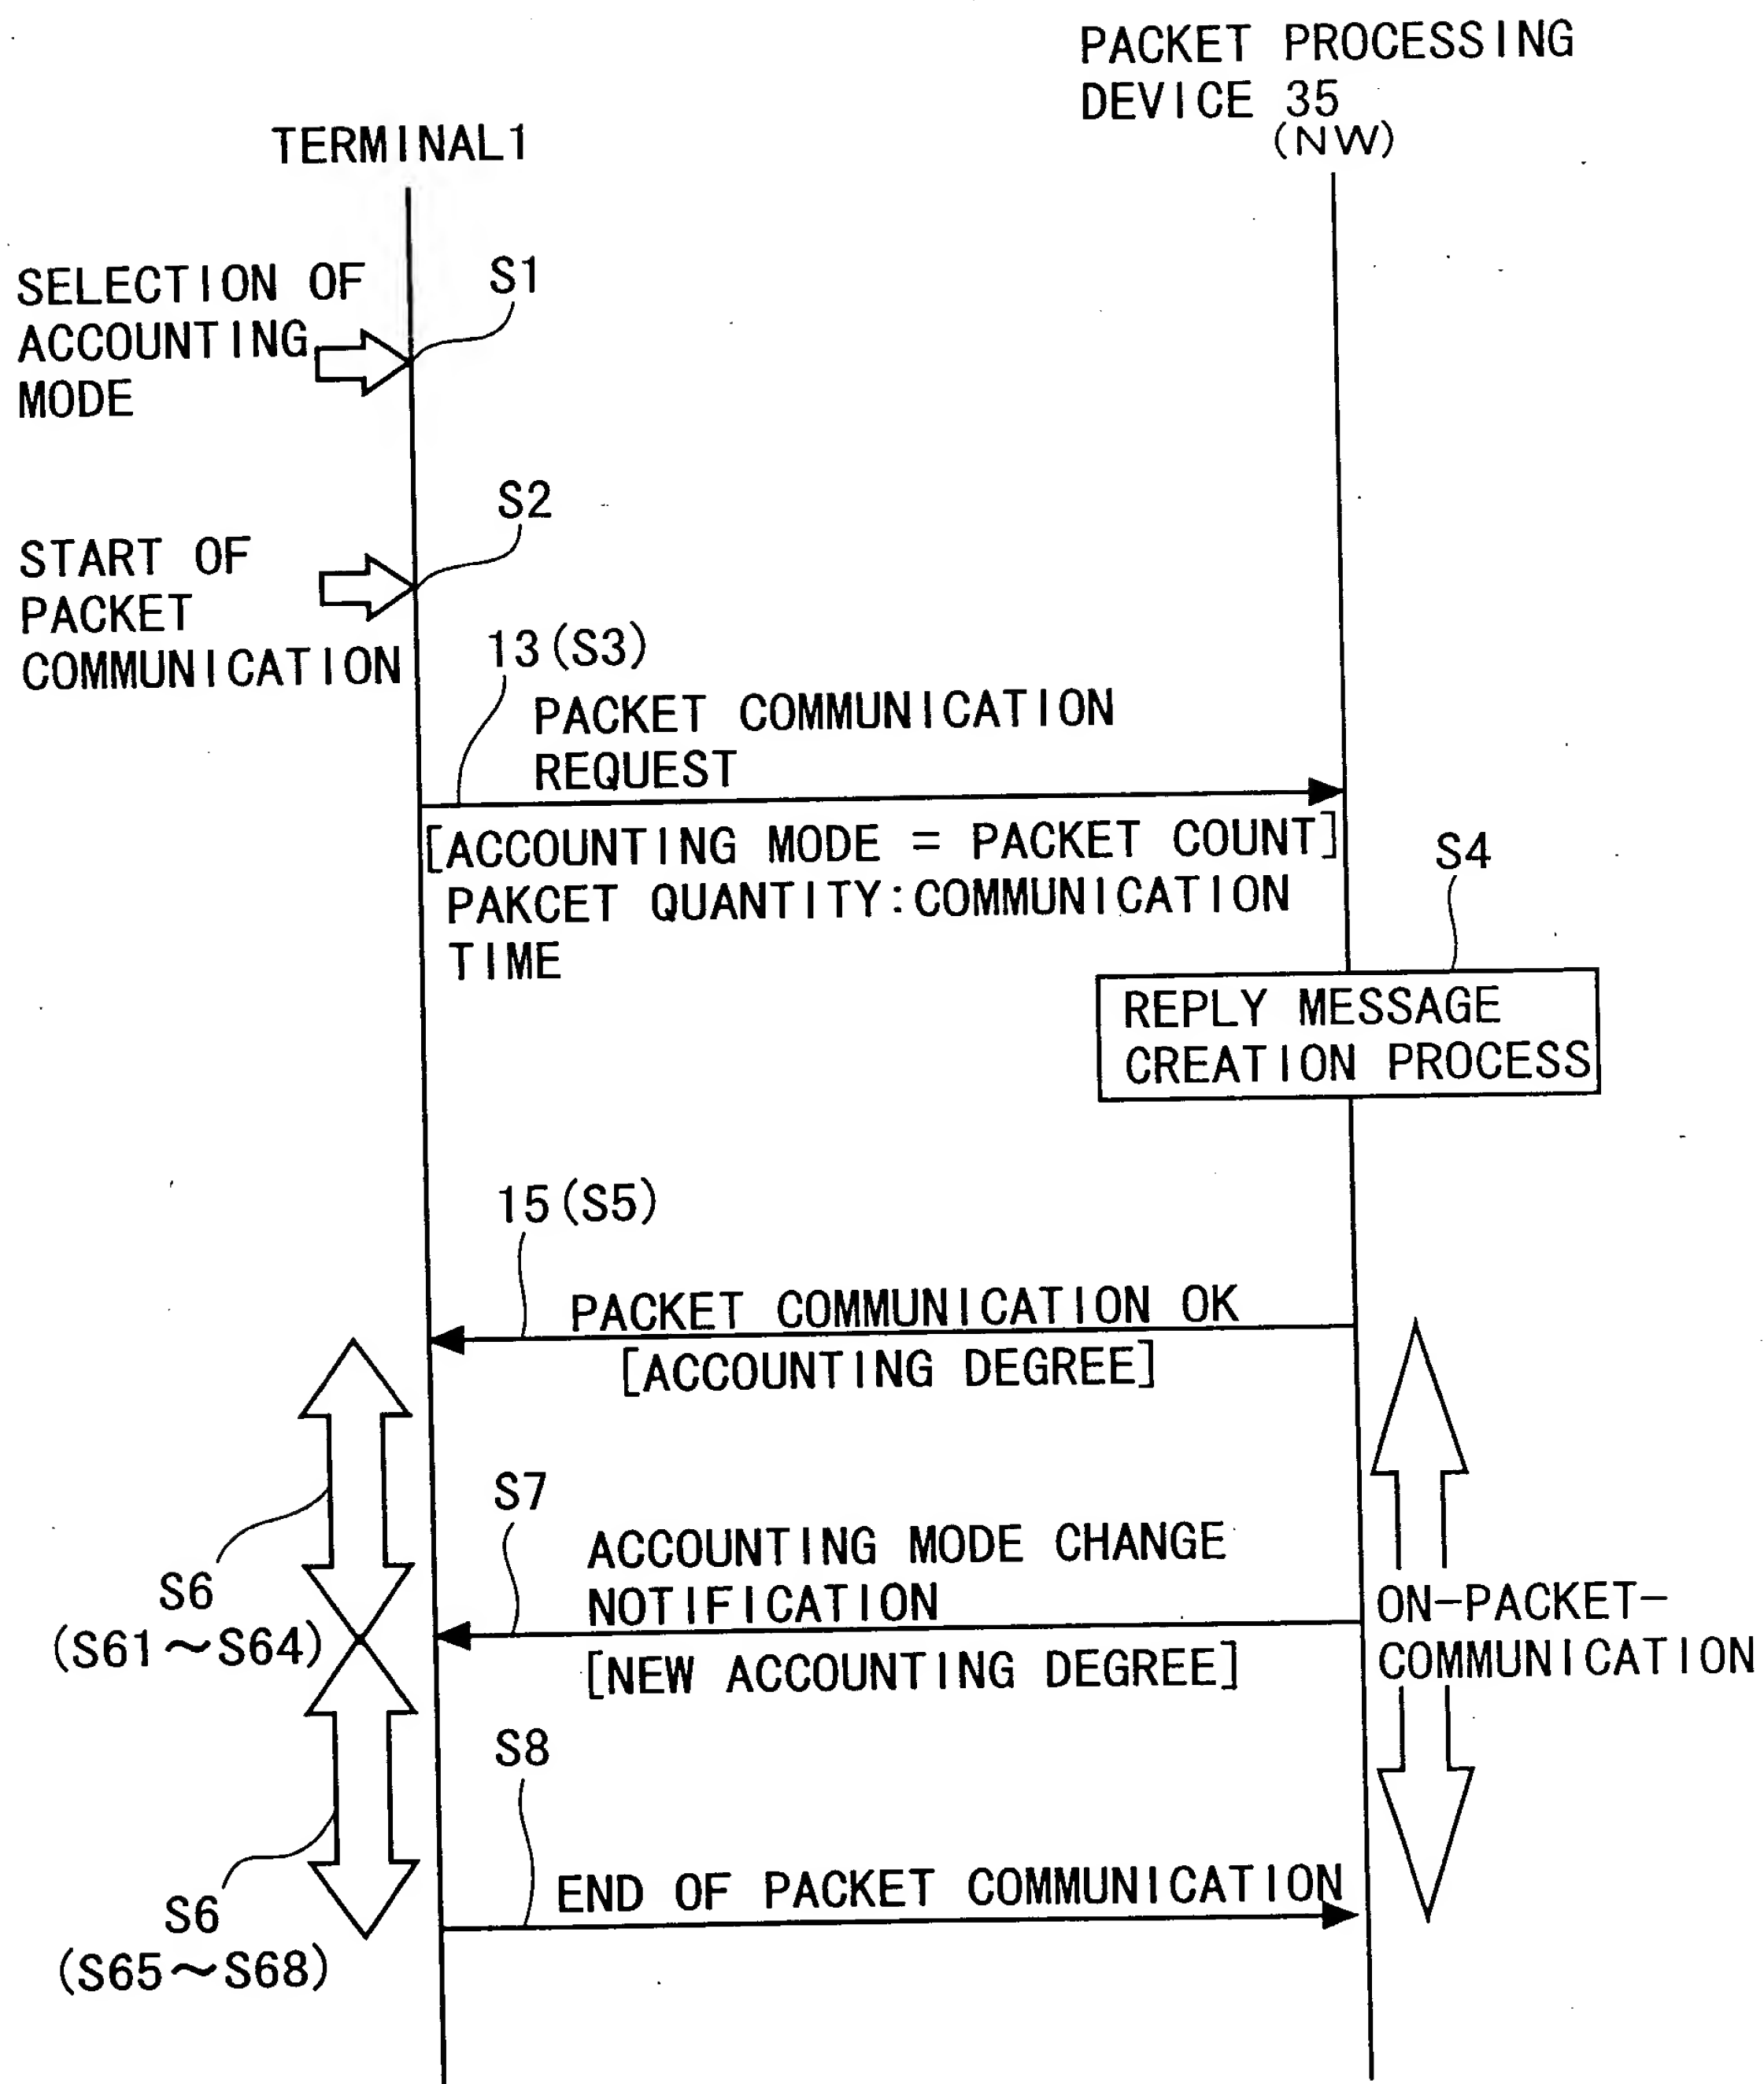 PACKET PROCESSING
DEVICE 35
(NW)
TERMINAL1
SELECTION OF
ACCOUNTING
MODE
S1
START OF
PACKET
COMMUNICATION
S2
13(S3)
PACKET COMMUNICATION
REQUEST
[ACCOUNTING MODE = PACKET COUNT]
PAKCET QUANTITY:COMMUNICATION
TIME
S4
REPLY MESSAGE
CREATION PROCESS
15(S5)
PACKET COMMUNICATION OK
[ACCOUNTING DEGREE]
S7
ACCOUNTING MODE CHANGE
NOTIFICATION
[NEW ACCOUNTING DEGREE]
S6
(S61〜S64)
ON-PACKET-
COMMUNICATION
S8
END OF PACKET COMMUNICATION
S6
(S65〜S68)